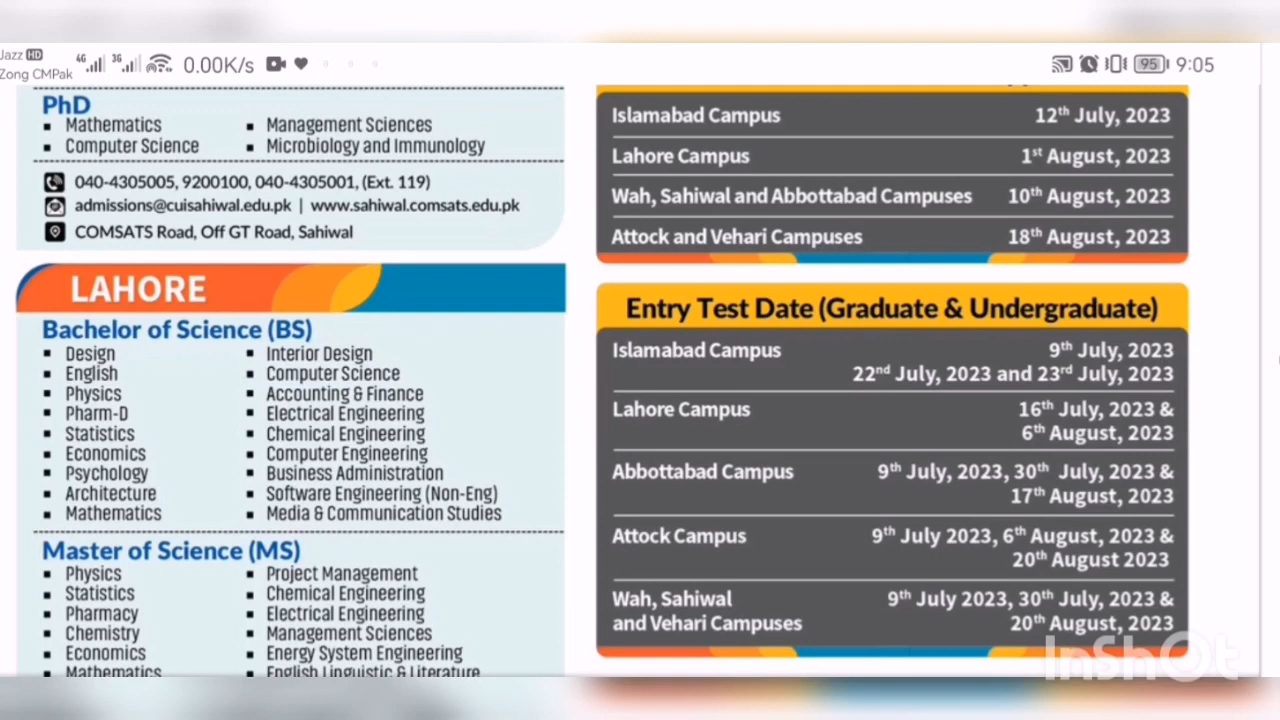 Jazz HD
Zong CMPak
4G
3G
0.00K/s
95
9:05
PhD
Mathematics
Management Sciences
Computer Science
Microbiology and Immunology
040-4305005, 9200100, 040-4305001, (Ext. 119)
admissions@cuisahiwal.edu.pk | www.sahiwal.comsats.edu.pk
COMSATS Road, Off GT Road, Sahiwal
LAHORE
Bachelor of Science (BS)
Design
Interior Design
English
Computer Science
Physics
Accounting & Finance
Pharm-D
Electrical Engineering
Statistics
Chemical Engineering
Economics
Computer Engineering
Psychology
Business Administration
Architecture
Software Engineering (Non-Eng)
Mathematics
Media & Communication Studies
Master of Science (MS)
Physics
Project Management
Statistics
Chemical Engineering
Pharmacy
Electrical Engineering
Chemistry
Management Sciences
Economics
Energy System Engineering
Mathematics
English Linguistic & Literature
Islamabad Campus 12th July, 2023
Lahore Campus 1st August, 2023
Wah, Sahiwal and Abbottabad Campuses 10th August, 2023
Attock and Vehari Campuses 18th August, 2023
Entry Test Date (Graduate & Undergraduate)
Islamabad Campus 9th July, 2023
22nd July, 2023 and 23rd July, 2023
Lahore Campus 16th July, 2023 &
6th August, 2023
Abbottabad Campus 9th July, 2023, 30th July, 2023 &
17th August, 2023
Attock Campus 9th July 2023, 6th August, 2023 &
20th August 2023
Wah, Sahiwal 9th July 2023, 30th July, 2023 &
and Vehari Campuses 20th August, 2023
InShOt